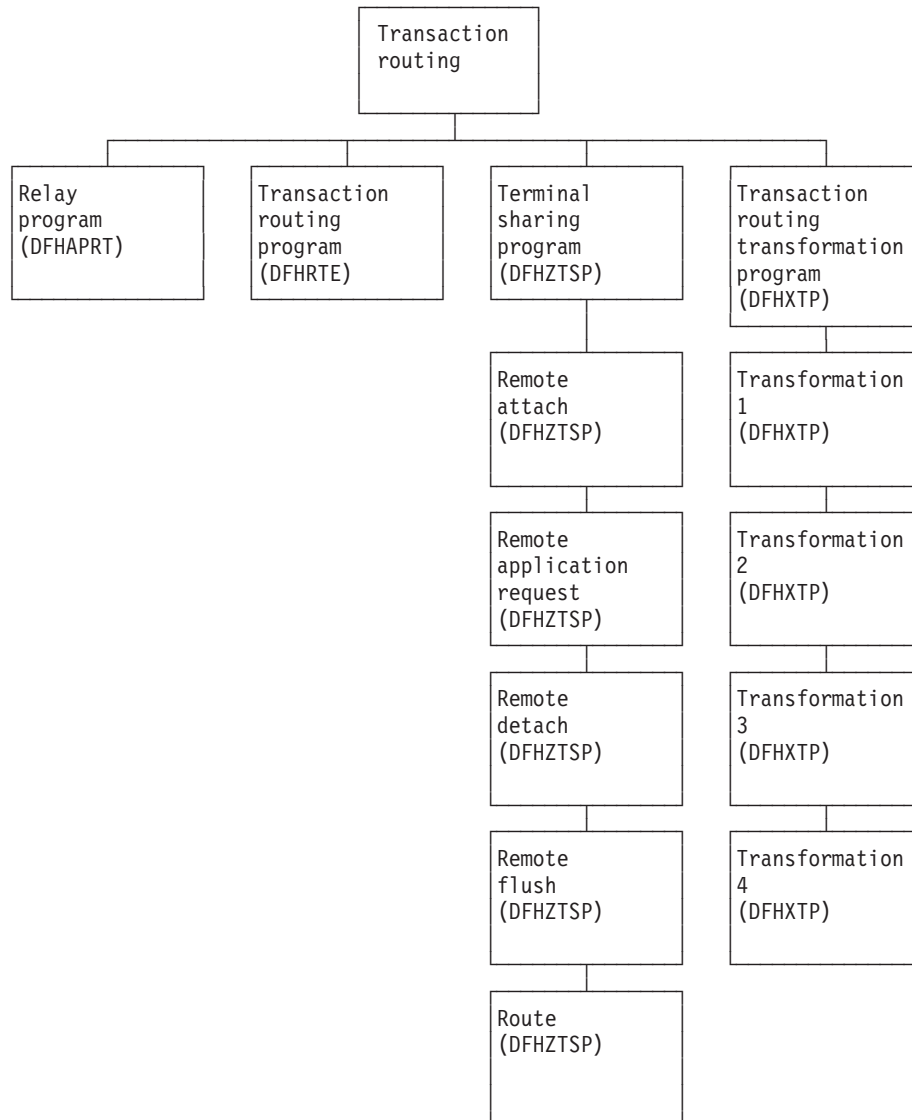 Transaction
routing
Relay
program
(DFHAPRT)
Transaction
routing
program
(DFHRTE)
Terminal
sharing
program
(DFHZTSP)
Transaction
routing
transformation
program
(DFHXTP)
Remote
attach
(DFHZTSP)
Transformation
1
(DFHXTP)
Remote
application
request
(DFHZTSP)
Transformation
2
(DFHXTP)
Remote
detach
(DFHZTSP)
Transformation
3
(DFHXTP)
Remote
flush
(DFHZTSP)
Transformation
4
(DFHXTP)
Route
(DFHZTSP)